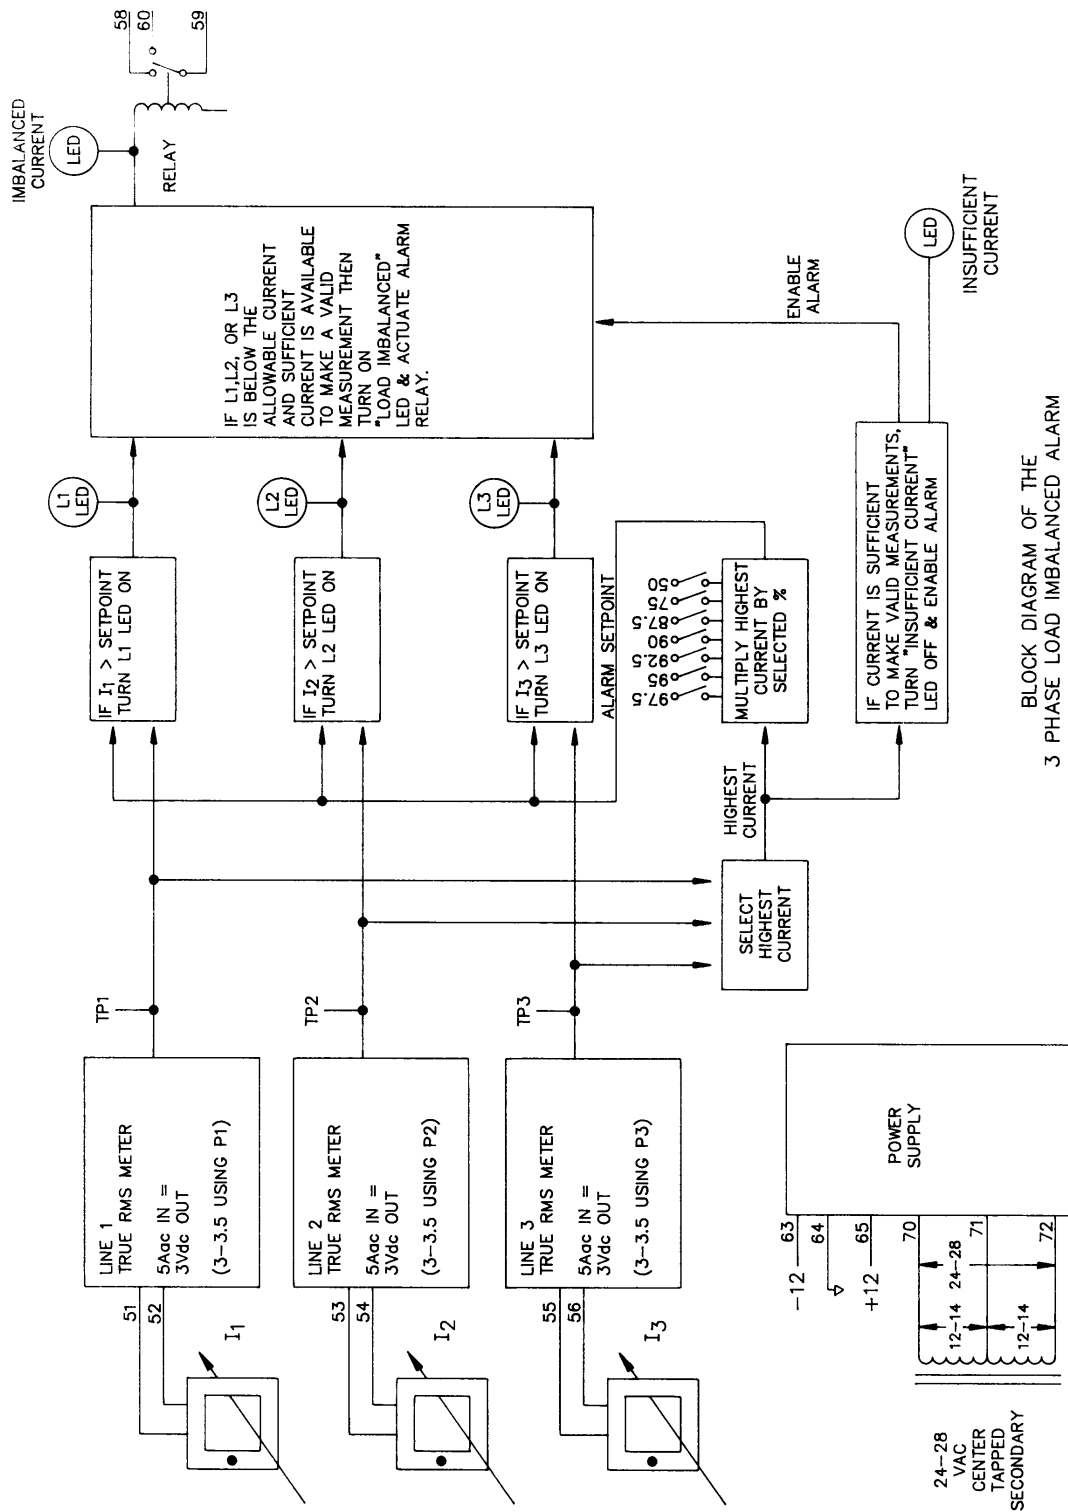 IMBALANCED
CURRENT
LED
RELAY
58
60
59
IF L1,L2, OR L3
IS BELOW THE
ALLOWABLE CURRENT
AND SUFFICIENT
CURRENT IS AVAILABLE
TO MAKE A VALID
MEASUREMENT THEN
TURN ON
"LOAD IMBALANCED"
LED & ACTUATE ALARM
RELAY.
ENABLE
ALARM
LED
INSUFFICIENT
CURRENT
L1
LED
L2
LED
L3
LED
IF I1 > SETPOINT
TURN L1 LED ON
IF I2 > SETPOINT
TURN L2 LED ON
IF I3 > SETPOINT
TURN L3 LED ON
ALARM SETPOINT
97.5
95
92.5
90
87.5
75
50
MULTIPLY HIGHEST
CURRENT BY
SELECTED %
IF CURRENT IS SUFFICIENT
TO MAKE VALID MEASUREMENTS,
TURN "INSUFFICIENT CURRENT"
LED OFF & ENABLE ALARM
HIGHEST
CURRENT
SELECT
HIGHEST
CURRENT
TP1
TP2
TP3
LINE 1
TRUE RMS METER
5Aac IN =
3Vdc OUT
(3-3.5 USING P1)
LINE 2
TRUE RMS METER
5Aac IN =
3Vdc OUT
(3-3.5 USING P2)
LINE 3
TRUE RMS METER
5Aac IN =
3Vdc OUT
(3-3.5 USING P3)
51
52
53
54
55
56
I1
I2
I3
POWER
SUPPLY
-12
63
64
+12
65
70
71
72
24-28
12-14
12-14
24-28
VAC
CENTER
TAPPED
SECONDARY
BLOCK DIAGRAM OF THE
3 PHASE LOAD IMBALANCED ALARM